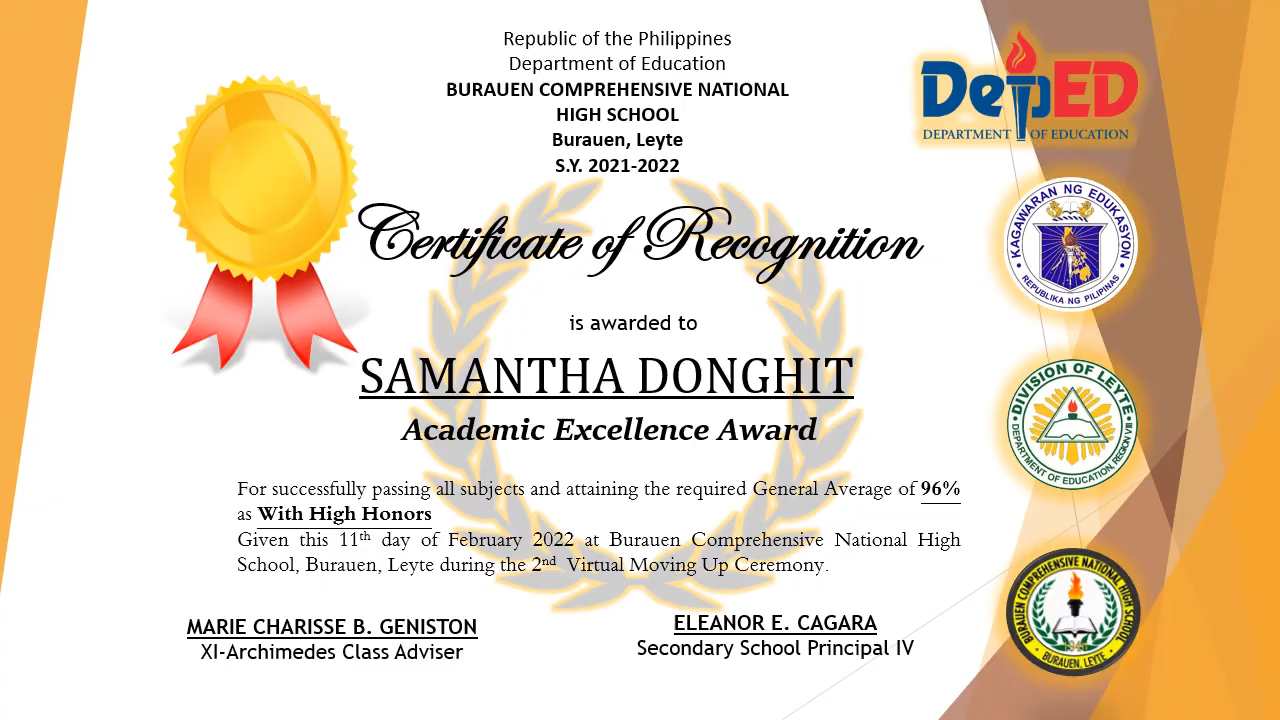 Republic of the Philippines
Department of Education
BURAUEN COMPREHENSIVE NATIONAL
HIGH SCHOOL
Burauen, Leyte
S.Y. 2021-2022
DepED
DEPARTMENT OF EDUCATION
Certificate of Recognition
KAGAWARAN NG EDUKASYON
REPUBLIKA NG PILIPINAS
is awarded to
SAMANTHA DONGHIT
Academic Excellence Award
DIVISION OF LEYTE
DEPARTMENT OF EDUCATION, REGION VIII
For successfully passing all subjects and attaining the required General Average of 96%
as With High Honors
Given this 11th day of February 2022 at Burauen Comprehensive National High
School, Burauen, Leyte during the 2nd Virtual Moving Up Ceremony.
BURAUEN COMPREHENSIVE NATIONAL HIGH SCHOOL
BURAUEN, LEYTE
MARIE CHARISSE B. GENISTON
XI-Archimedes Class Adviser
ELEANOR E. CAGARA
Secondary School Principal IV